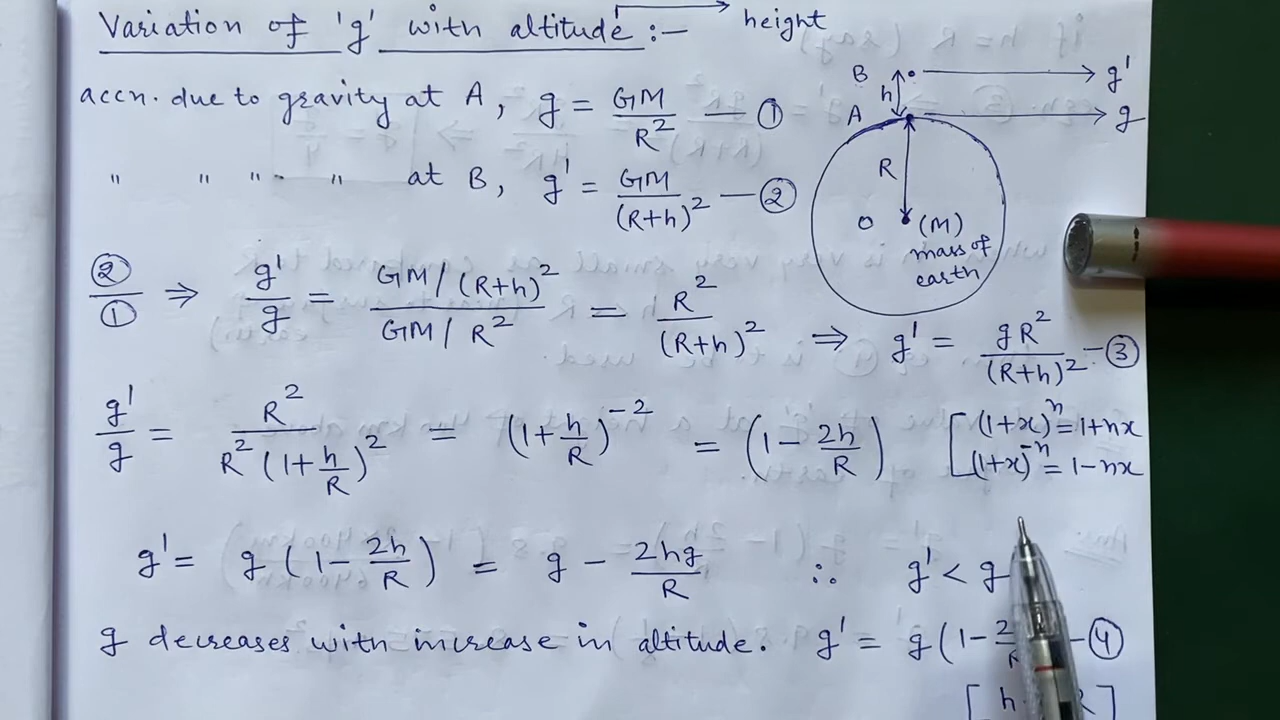 Variation of 'g' with altitude :- → height
accn. due to gravity at A, g = GM/R² — ①
" " " " at B, g' = GM/(R+h)² — ②
B h g'
A g
R
O (M)
mass of
earth
②/① ⇒ g'/g = GM/(R+h)² / GM/R² = R²/(R+h)² ⇒ g' = gR²/(R+h)² - ③
g'/g = R²/R²(1+h/R)² = (1+h/R)⁻² = (1 - 2h/R) [(1+x)ⁿ = 1+nx
(1+x)⁻ⁿ = 1-nx
g' = g(1 - 2h/R) = g - 2hg/R ∴ g' < g
g decreases with increase in altitude. g' = g(1 - 2 R - ④
[h R]